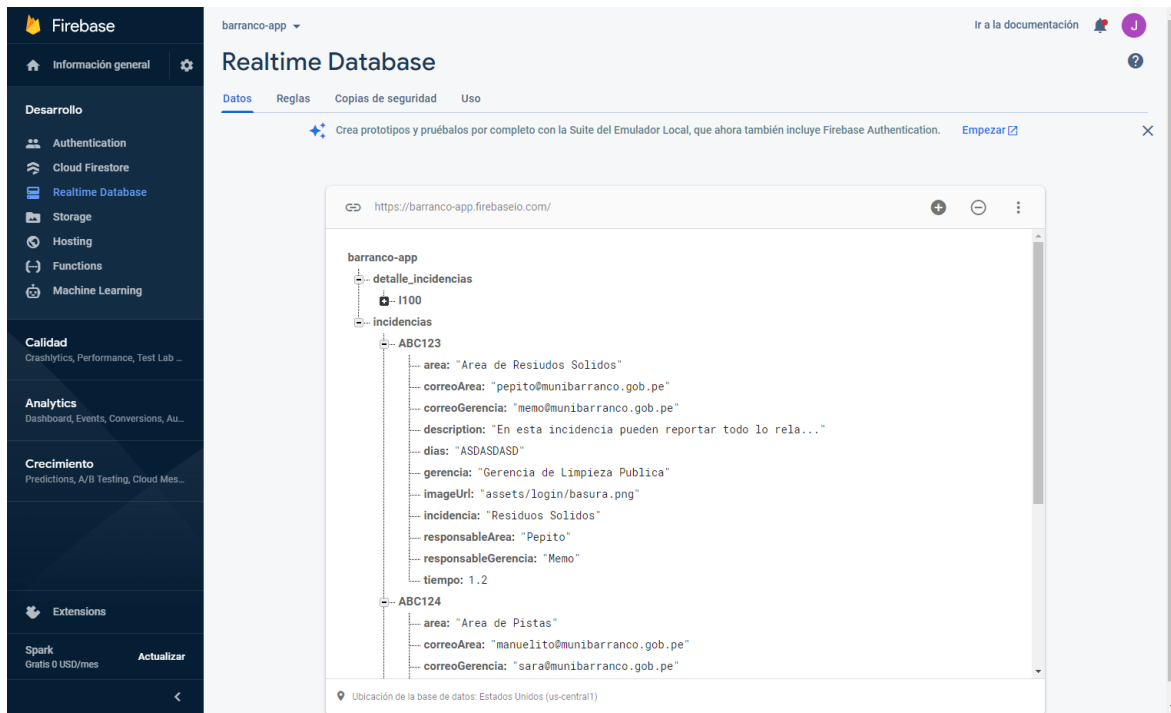 Firebase
Información general
Desarrollo
Authentication
Cloud Firestore
Realtime Database
Storage
Hosting
Functions
Machine Learning
Calidad
Crashlytics, Performance, Test Lab ...
Analytics
Dashboard, Events, Conversions, Au...
Crecimiento
Predictions, A/B Testing, Cloud Mes...
Extensions
Spark
Gratis 0 USD/mes
Actualizar
barranco-app
Ir a la documentación
J
Realtime Database
Datos Reglas Copias de seguridad Uso
Crea prototipos y pruébalos por completo con la Suite del Emulador Local, que ahora también incluye Firebase Authentication. Empezar
https://barranco-app.firebaseio.com/
barranco-app
detalle_incidencias
I100
incidencias
ABC123
area: "Area de Resiudos Solidos"
correoArea: "pepito@munibarranco.gob.pe"
correoGerencia: "memo@munibarranco.gob.pe"
description: "En esta incidencia pueden reportar todo lo rela..."
dias: "ASDASDASD"
gerencia: "Gerencia de Limpieza Publica"
imageUrl: "assets/login/basura.png"
incidencia: "Residuos Solidos"
responsableArea: "Pepito"
responsableGerencia: "Memo"
tiempo: 1.2
ABC124
area: "Area de Pistas"
correoArea: "manuelito@munibarranco.gob.pe"
correoGerencia: "sara@munibarranco.gob.pe"
Ubicación de la base de datos: Estados Unidos (us-central1)